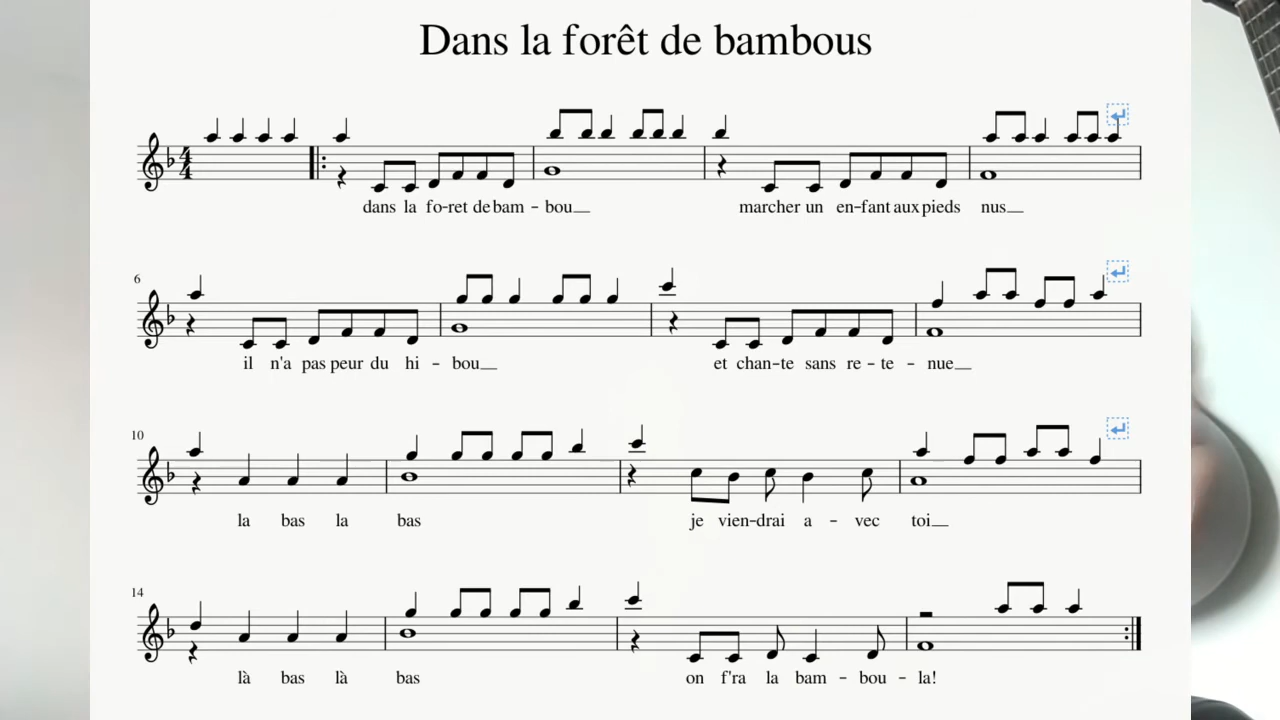 Dans la forêt de bambous
4
4
dans la fo-ret de bam - bou__ marcher un en-fant aux pieds nus__
6
il n'a pas peur du hi - bou__ et chan-te sans re-te - nue__
10
la bas la bas je vien-drai a - vec toi__
14
là bas là bas on f'ra la bam - bou - la!